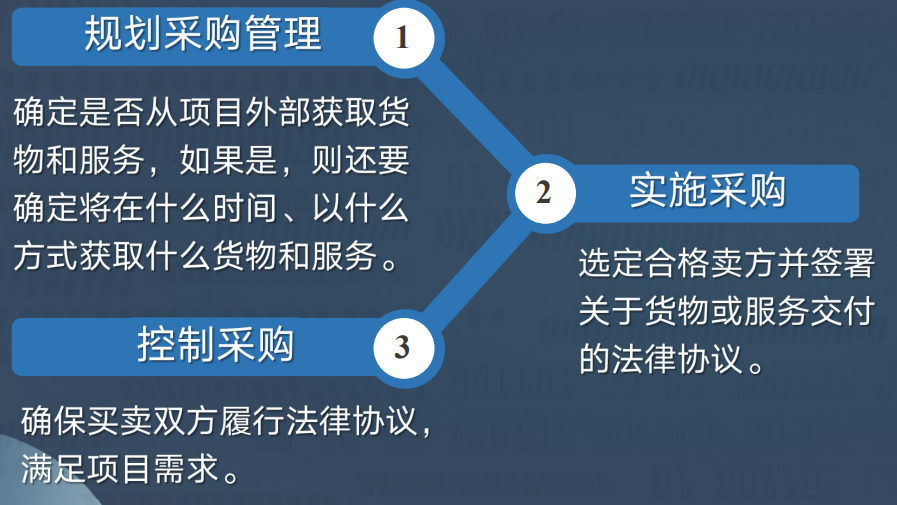 规划采购管理
1
确定是否从项目外部获取货
物和服务，如果是，则还要
确定将在什么时间、以什么
方式获取什么货物和服务。
2
实施采购
选定合格卖方并签署
关于货物或服务交付
的法律协议。
控制采购
3
确保买卖双方履行法律协议，
满足项目需求。